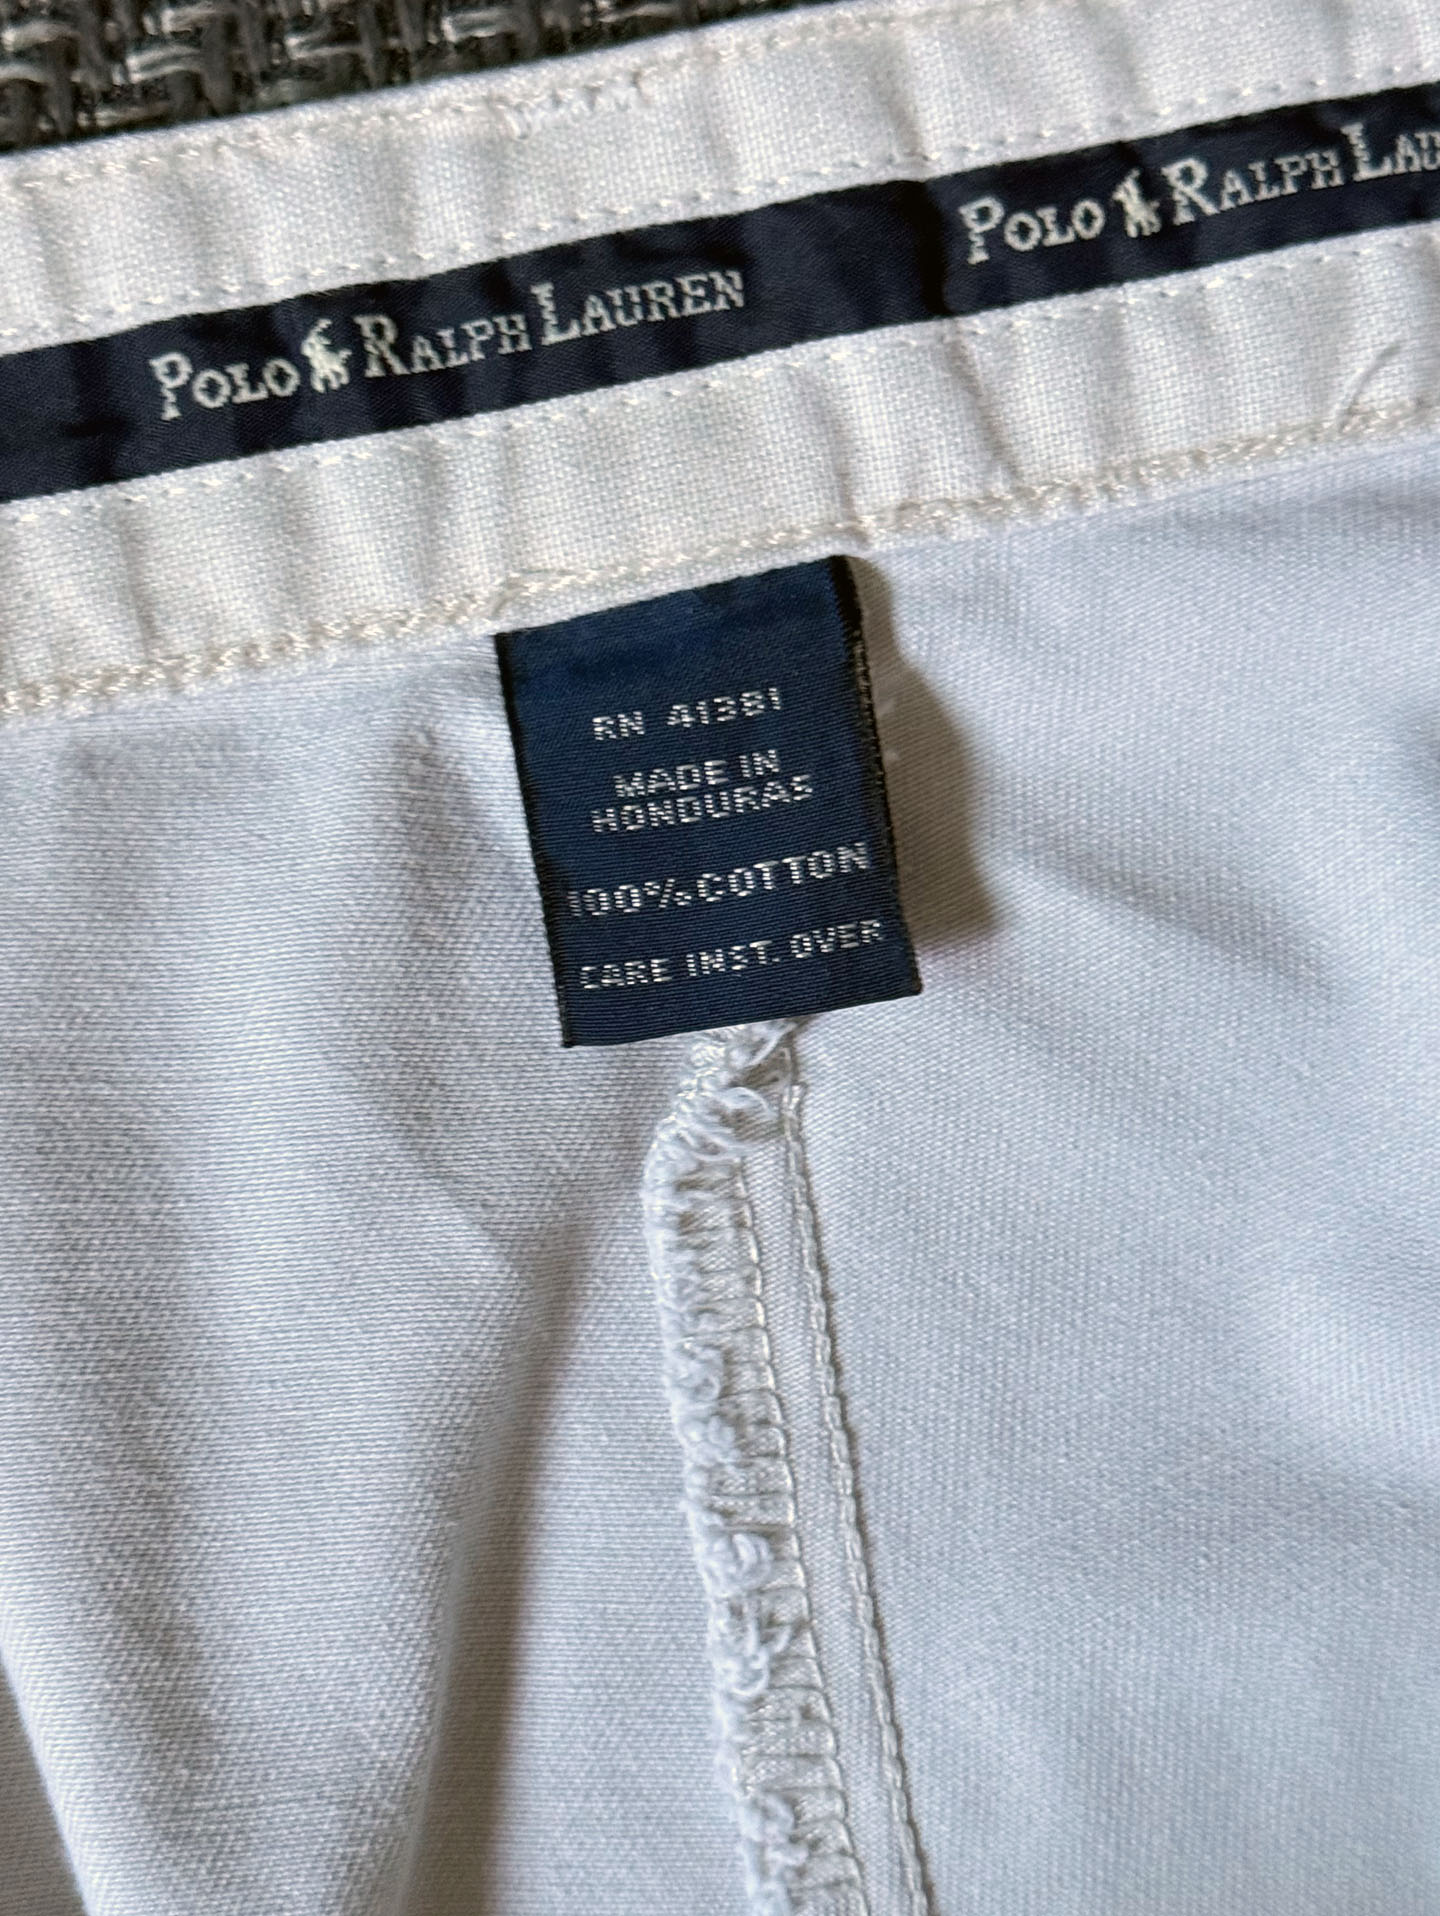 POLO RALPH LAUREN
POLO RALPH LAU
RN 41381
MADE IN
HONDURAS
100% COTTON
CARE INST. OVER